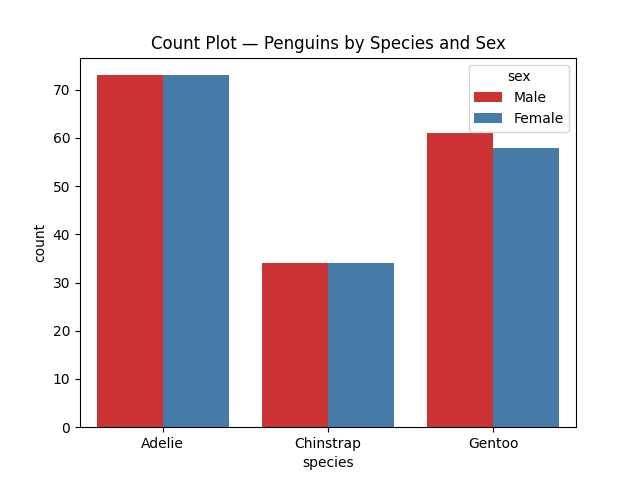 Count Plot — Penguins by Species and Sex
sex
Male
Female
70
60
50
40
30
20
10
0
count
Adelie
Chinstrap
Gentoo
species